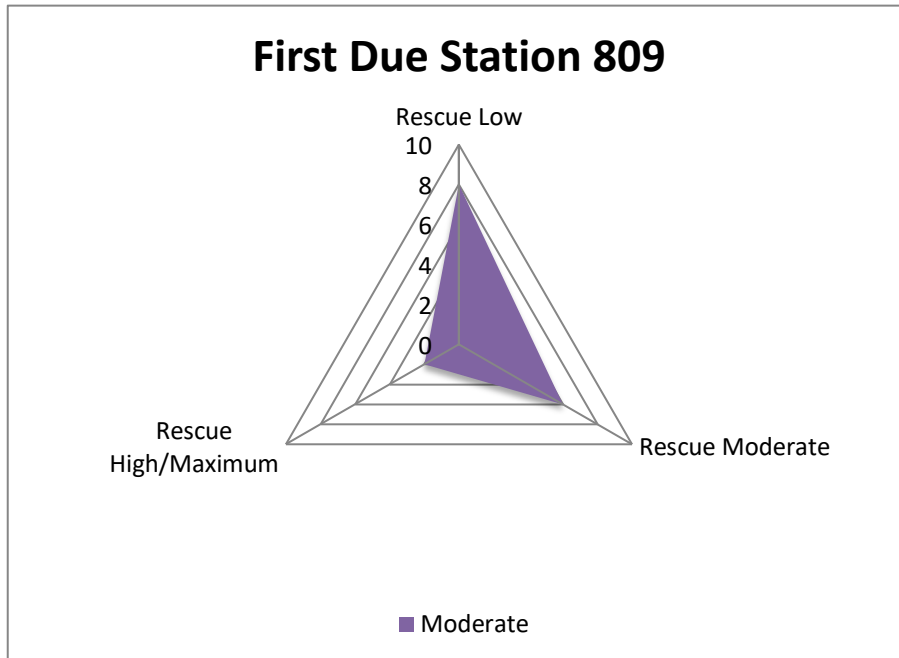 First Due Station 809
Rescue Low
10
8
6
4
2
0
Rescue
High/Maximum
Rescue Moderate
Moderate